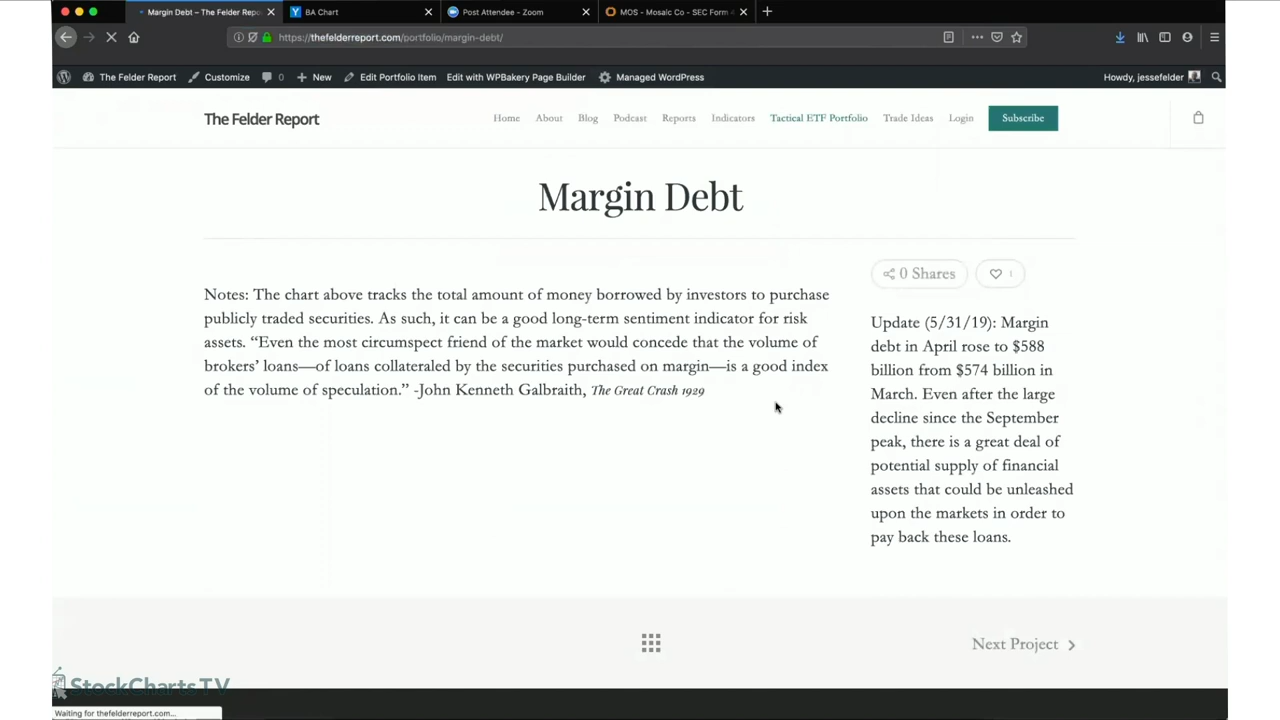 Margin Debt – The Felder Repo
BA Chart
Post Attendee - Zoom
MOS - Mosaic Co - SEC Form
https://thefelderreport.com/portfolio/margin-debt/
The Felder Report
Customize
0
New
Edit Portfolio Item
Edit with WPBakery Page Builder
Managed WordPress
Howdy, jessefelder
The Felder Report
Home
About
Blog
Podcast
Reports
Indicators
Tactical ETF Portfolio
Trade Ideas
Login
Subscribe
Margin Debt
0 Shares
1
Notes: The chart above tracks the total amount of money borrowed by investors to purchase
publicly traded securities. As such, it can be a good long-term sentiment indicator for risk
assets. “Even the most circumspect friend of the market would concede that the volume of
brokers’ loans—of loans collateraled by the securities purchased on margin—is a good index
of the volume of speculation.” -John Kenneth Galbraith, The Great Crash 1929
Update (5/31/19): Margin
debt in April rose to $588
billion from $574 billion in
March. Even after the large
decline since the September
peak, there is a great deal of
potential supply of financial
assets that could be unleashed
upon the markets in order to
pay back these loans.
Next Project
StockChartsTV
Waiting for thefelderreport.com...